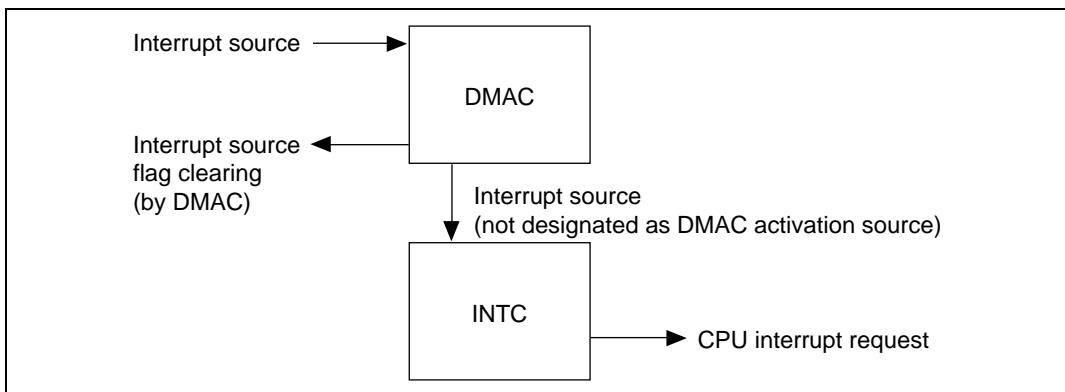 Interrupt source
DMAC
Interrupt source
flag clearing
(by DMAC)
Interrupt source
(not designated as DMAC activation source)
INTC
CPU interrupt request